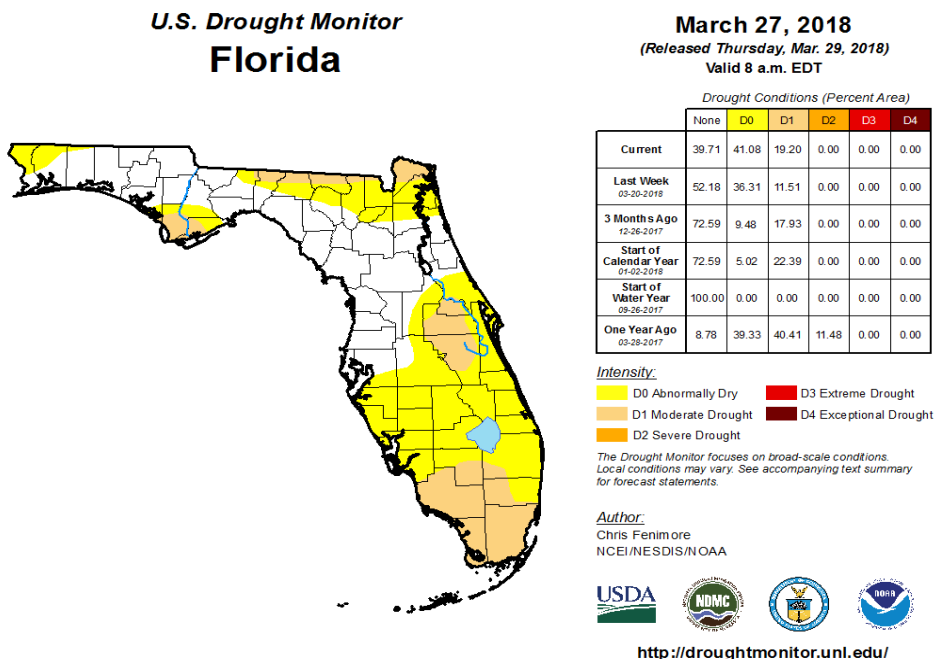 U.S. Drought Monitor
Florida
March 27, 2018
(Released Thursday, Mar. 29, 2018)
Valid 8 a.m. EDT
Drought Conditions (Percent Area)
None D0 D1 D2 D3 D4
Current 39.71 41.08 19.20 0.00 0.00 0.00
Last Week
03-20-2018 52.18 36.31 11.51 0.00 0.00 0.00
3 Months Ago
12-26-2017 72.59 9.48 17.93 0.00 0.00 0.00
Start of
Calendar Year
01-02-2018 72.59 5.02 22.39 0.00 0.00 0.00
Start of
Water Year
09-26-2017 100.00 0.00 0.00 0.00 0.00 0.00
One Year Ago
03-28-2017 8.78 39.33 40.41 11.48 0.00 0.00
Intensity:
D0 Abnormally Dry D3 Extreme Drought
D1 Moderate Drought D4 Exceptional Drought
D2 Severe Drought
The Drought Monitor focuses on broad-scale conditions.
Local conditions may vary. See accompanying text summary
for forecast statements.
Author:
Chris Fenimore
NCEI/NESDIS/NOAA
USDA
NDMC
NOAA
http://droughtmonitor.unl.edu/